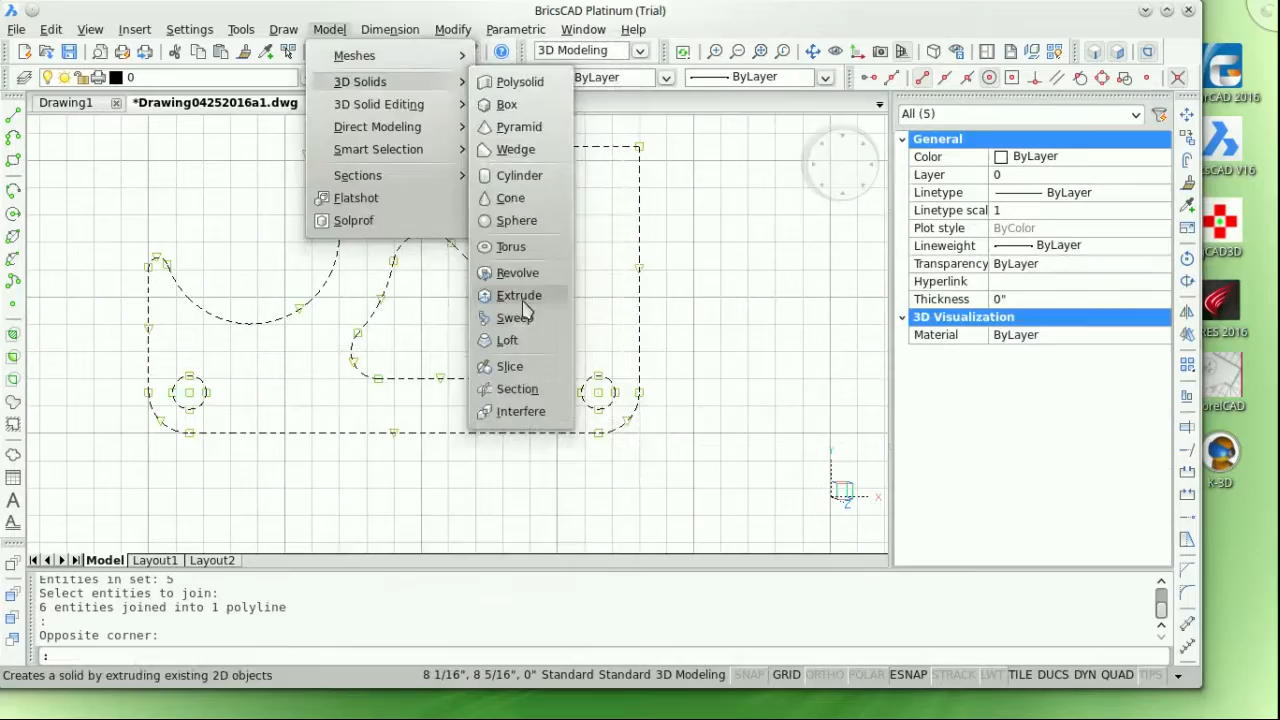 BricsCAD Platinum (Trial)
File Edit View Insert Settings Tools Draw Model Dimension Modify Parametric Window Help
3D Modeling
0 ByLayer ByLayer
Drawing1 *Drawing04252016a1.dwg
Meshes
3D Solids
3D Solid Editing
Direct Modeling
Smart Selection
Sections
Flatshot
Solprof
Polysolid
Box
Pyramid
Wedge
Cylinder
Cone
Sphere
Torus
Revolve
Extrude
Sweep
Loft
Slice
Section
Interfere
All (5)
General
Color ByLayer
Layer 0
Linetype ByLayer
Linetype scal 1
Plot style ByColor
Lineweight ByLayer
Transparency ByLayer
Hyperlink
Thickness 0"
3D Visualization
Material ByLayer
CAD 2016
CAD V16
CAD3D
RES 2016
orelCAD
K-3D
Y
X
Z
Model Layout1 Layout2
Entities in set: 5
Select entities to join:
6 entities joined into 1 polyline
:
Opposite corner:
:
Creates a solid by extruding existing 2D objects 8 1/16", 8 5/16", 0" Standard 3D Modeling SNAP GRID ORTHO POLAR ESNAP STRACK LWT TILE DUCS DYN QUAD TIPS